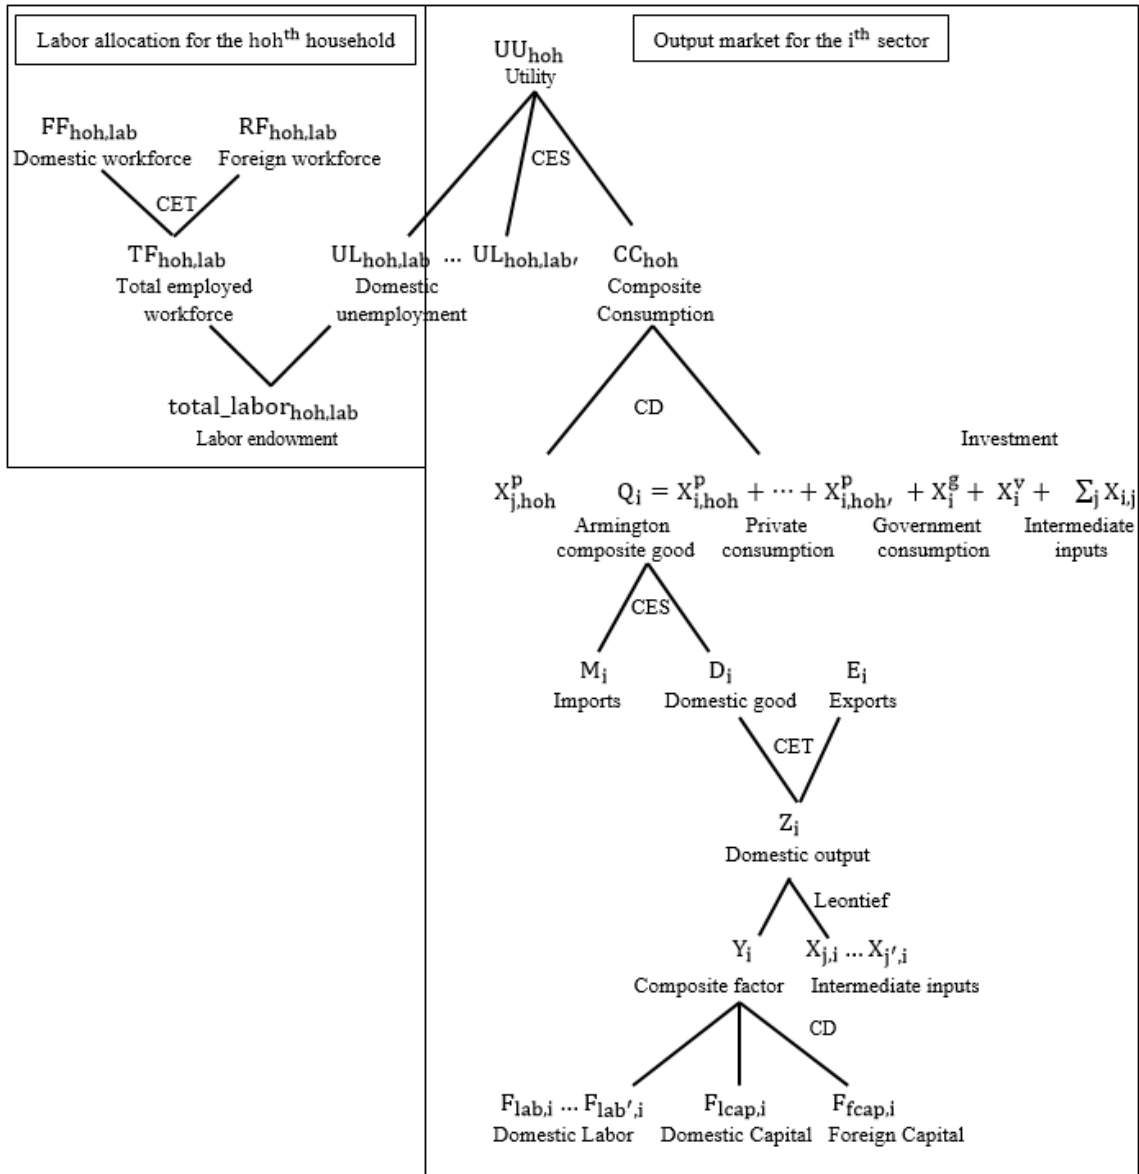 Labor allocation for the hoh^th household
Output market for the i^th sector
UU_hoh
Utility
FF_hoh,lab
RF_hoh,lab
Domestic workforce
Foreign workforce
CES
CET
TF_hoh,lab
UL_hoh,lab … UL_hoh,lab′
CC_hoh
Total employed
workforce
Domestic
unemployment
Composite
Consumption
total_labor_hoh,lab
Labor endowment
CD
Investment
X^p_j,hoh
Q_i = X^p_i,hoh + ⋯ + X^p_i,hoh′ + X^g_i + X^v_i + ∑_j X_i,j
Armington
composite good
Private
consumption
Government
consumption
Intermediate
inputs
CES
M_i
D_i
E_i
Imports
Domestic good
Exports
CET
Z_i
Domestic output
Leontief
Y_i
X_j,i … X_j′,i
Composite factor
Intermediate inputs
CD
F_lab,i … F_lab′,i
F_lcap,i
F_fcap,i
Domestic Labor
Domestic Capital
Foreign Capital